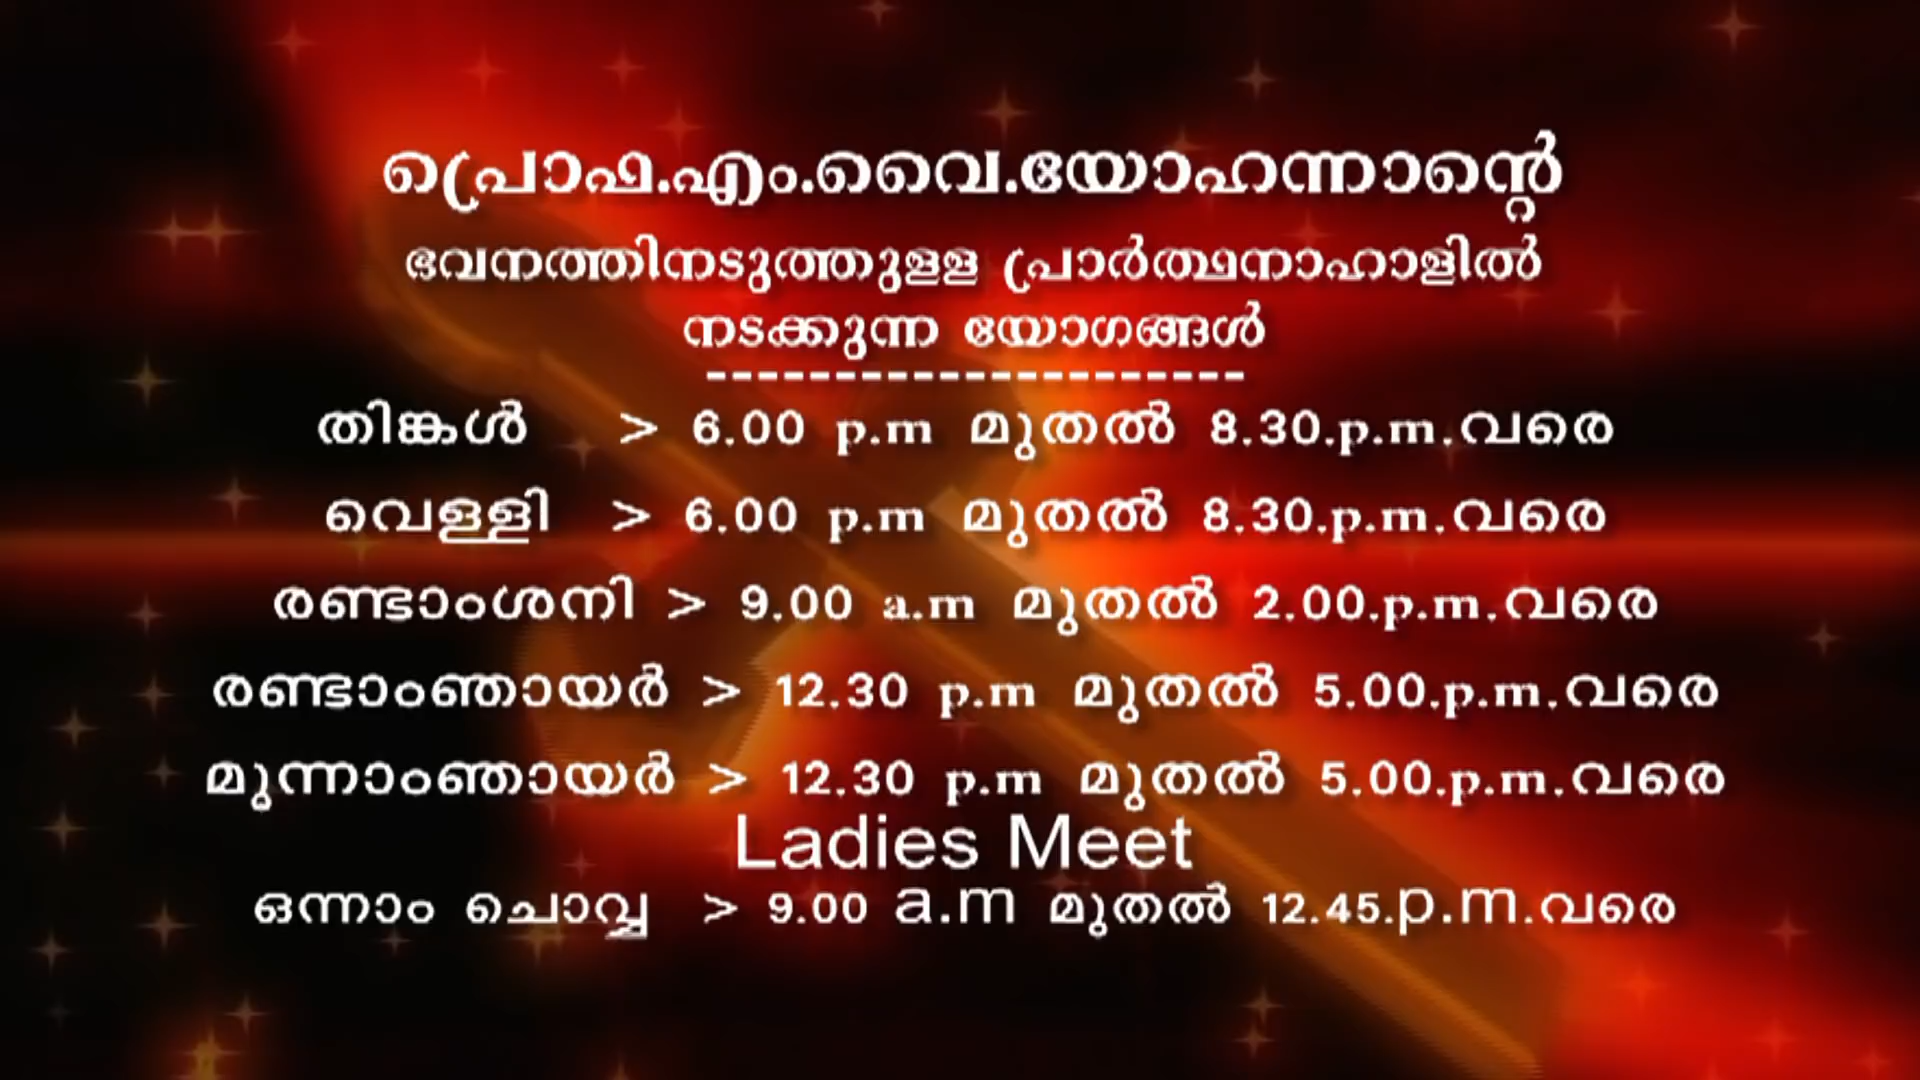 പ്രൊഫ.എം.വൈ.യോഹന്നാന്റെ
ഭവനത്തിനടുത്തുള്ള പ്രാർത്ഥനാഹാളിൽ
നടക്കുന്ന യോഗങ്ങൾ
---------------------
തിങ്കൾ > 6.00 p.m മുതൽ 8.30.p.m.വരെ
വെള്ളി > 6.00 p.m മുതൽ 8.30.p.m.വരെ
രണ്ടാംശനി > 9.00 a.m മുതൽ 2.00.p.m.വരെ
രണ്ടാംഞായർ > 12.30 p.m മുതൽ 5.00.p.m.വരെ
മുന്നാംഞായർ > 12.30 p.m മുതൽ 5.00.p.m.വരെ
Ladies Meet
ഒന്നാം ചൊവ്വ > 9.00 a.m മുതൽ 12.45.p.m.വരെ